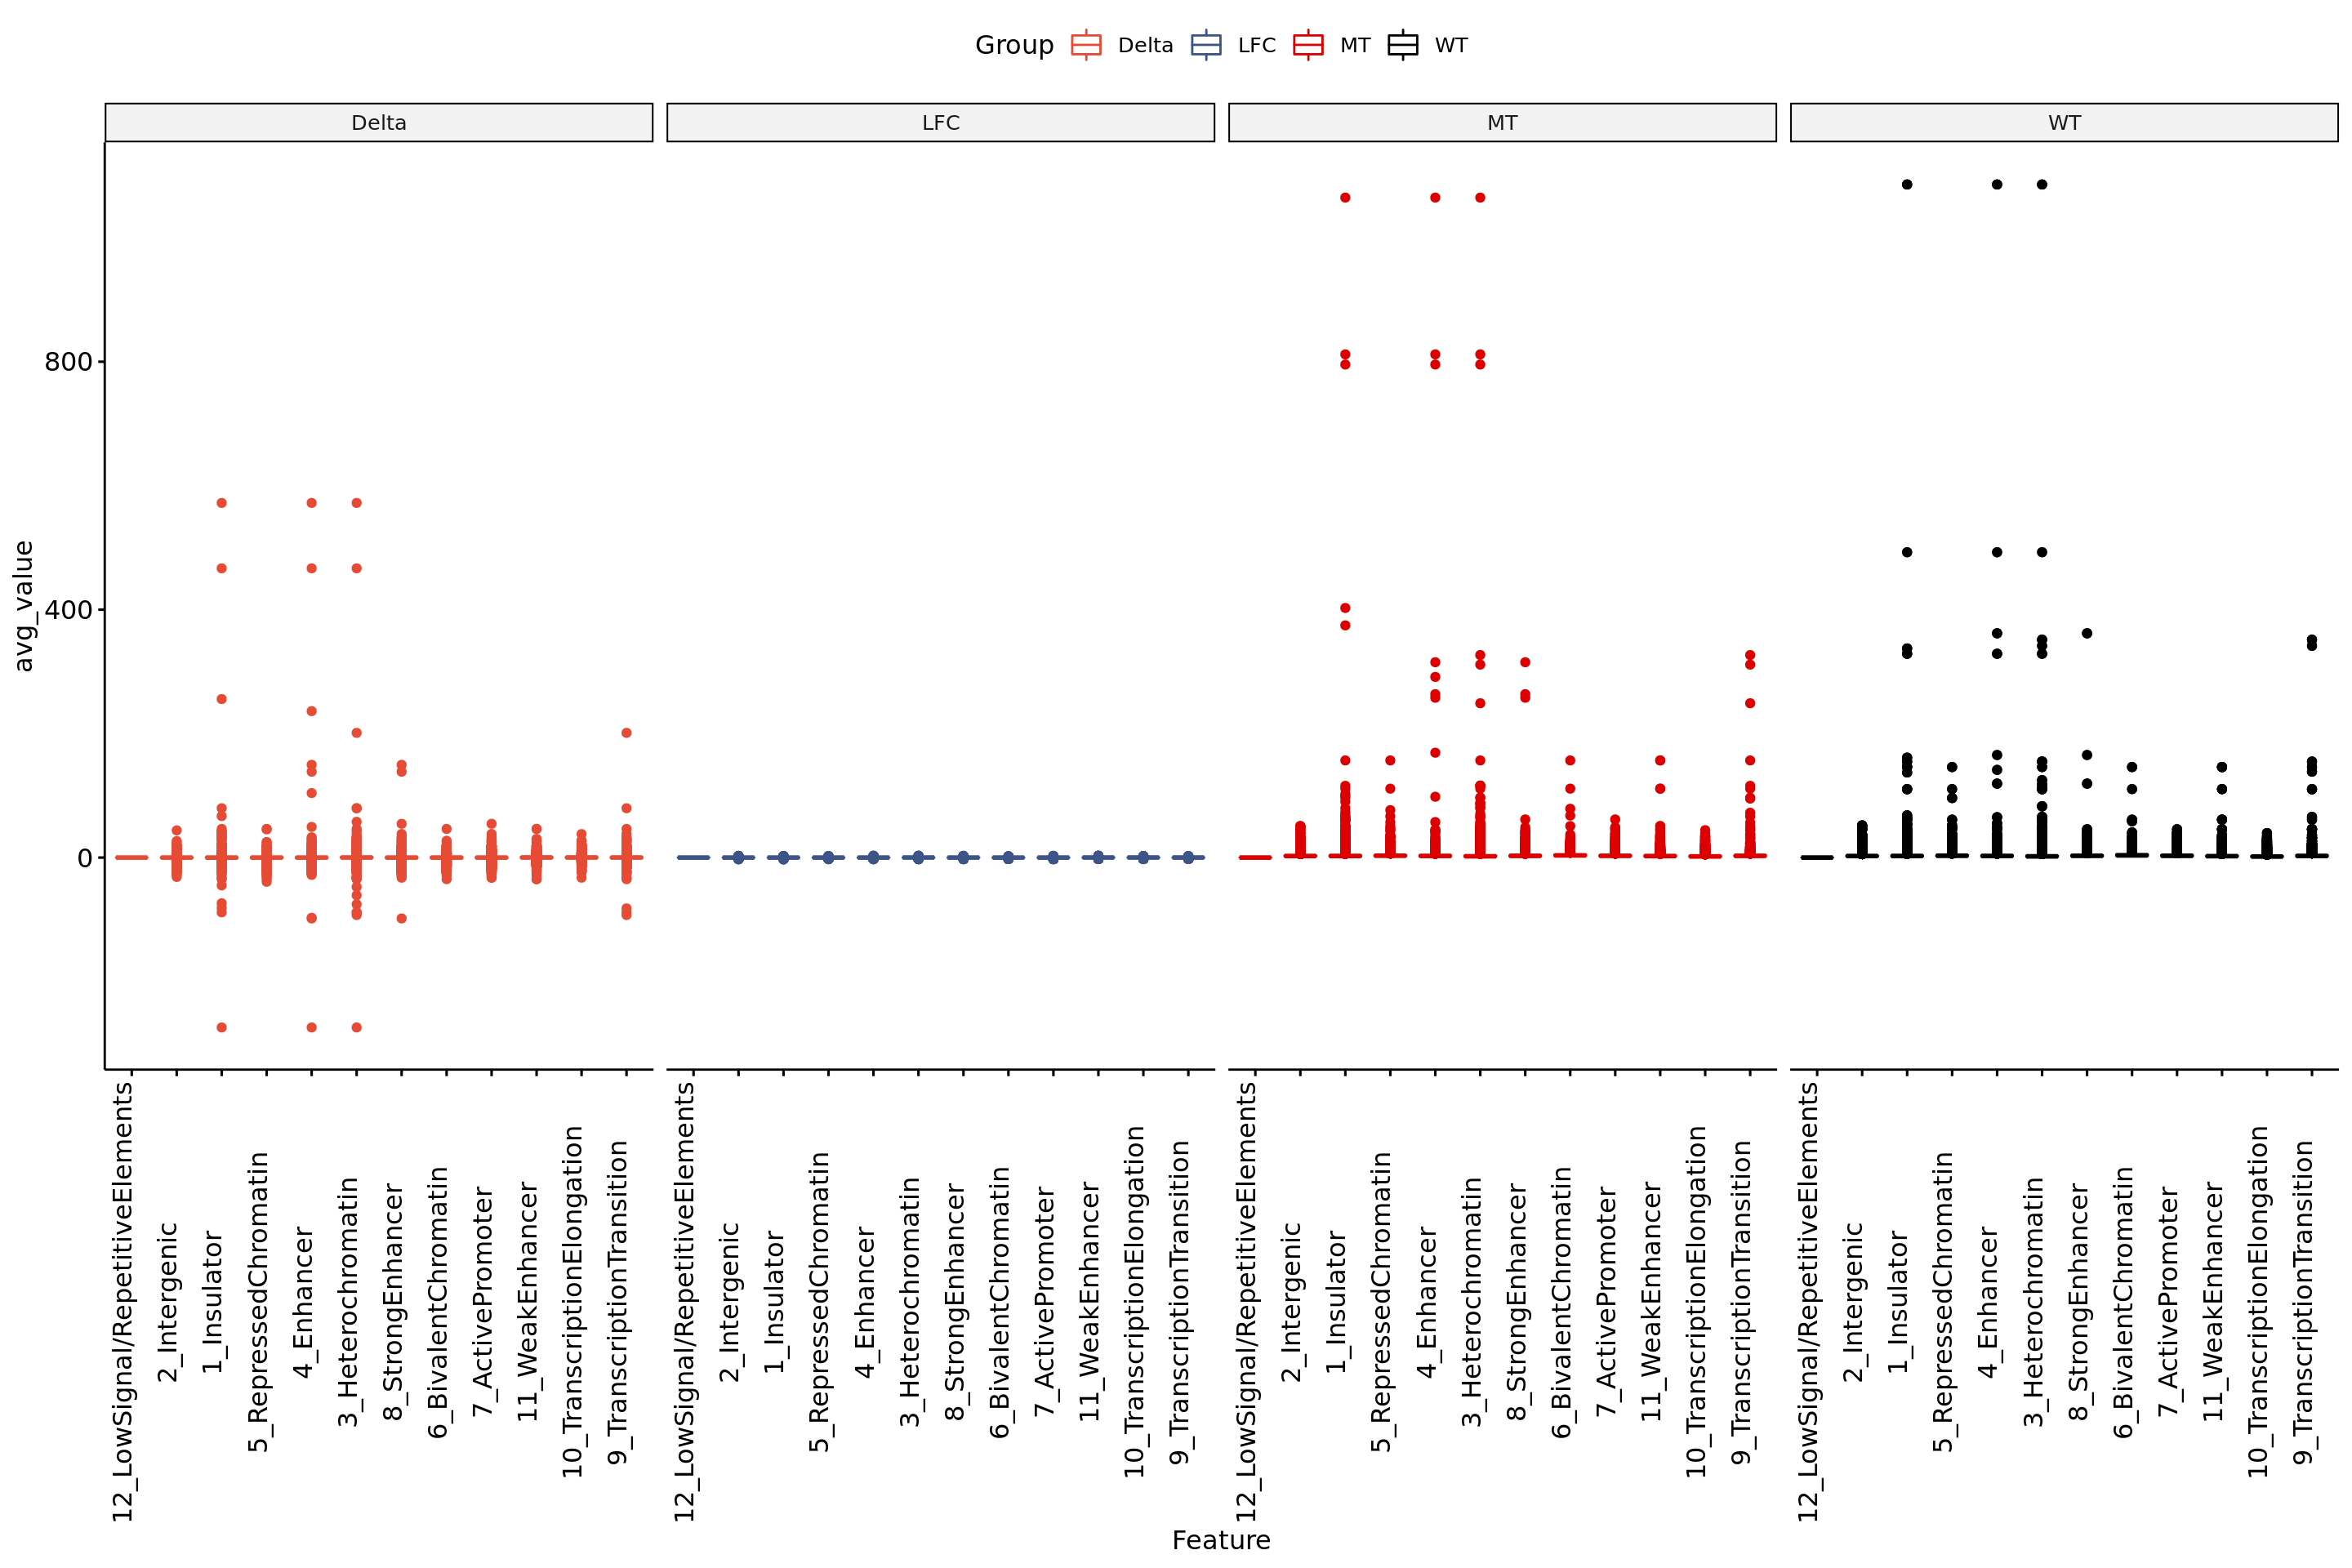 Group Delta LFC MT WT
Delta LFC MT WT
avg_value
800
400
0
12_LowSignal/RepetitiveElements
2_Intergenic
1_Insulator
5_RepressedChromatin
4_Enhancer
3_Heterochromatin
8_StrongEnhancer
6_BivalentChromatin
7_ActivePromoter
11_WeakEnhancer
10_TranscriptionElongation
9_TranscriptionTransition
12_LowSignal/RepetitiveElements
2_Intergenic
1_Insulator
5_RepressedChromatin
4_Enhancer
3_Heterochromatin
8_StrongEnhancer
6_BivalentChromatin
7_ActivePromoter
11_WeakEnhancer
10_TranscriptionElongation
9_TranscriptionTransition
12_LowSignal/RepetitiveElements
2_Intergenic
1_Insulator
5_RepressedChromatin
4_Enhancer
3_Heterochromatin
8_StrongEnhancer
6_BivalentChromatin
7_ActivePromoter
11_WeakEnhancer
10_TranscriptionElongation
9_TranscriptionTransition
12_LowSignal/RepetitiveElements
2_Intergenic
1_Insulator
5_RepressedChromatin
4_Enhancer
3_Heterochromatin
8_StrongEnhancer
6_BivalentChromatin
7_ActivePromoter
11_WeakEnhancer
10_TranscriptionElongation
9_TranscriptionTransition
Feature